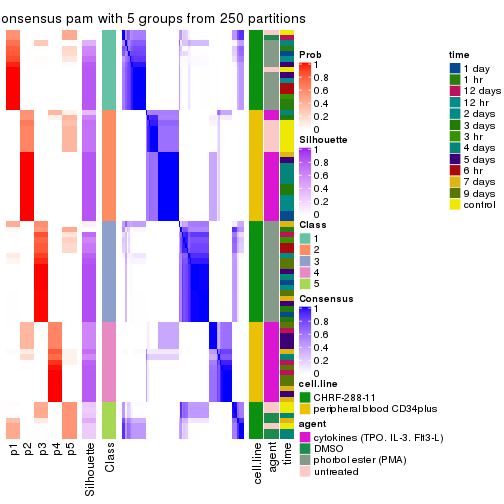 onsensus pam with 5 groups from 250 partitions
Prob
1
0.8
0.6
0.4
0.2
0
Silhouette
1
0.8
0.6
0.4
0.2
0
Class
1
2
3
4
5
Consensus
1
0.8
0.6
0.4
0.2
0
cell.line
CHRF-288-11
peripheral blood CD34plus
agent
cytokines (TPO, IL-3, Flt3-L)
DMSO
phorbol ester (PMA)
untreated
time
1 day
1 hr
12 days
12 hr
2 days
3 days
3 hr
4 days
5 days
6 hr
7 days
9 days
control
p1
p2
p3
p4
p5
Silhouette
Class
cell.line
agent
time